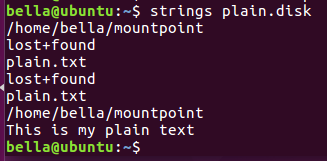 bella@ubuntu:~$ strings plain.disk
/home/bella/mountpoint
lost+found
plain.txt
lost+found
plain.txt
/home/bella/mountpoint
This is my plain text
bella@ubuntu:~$